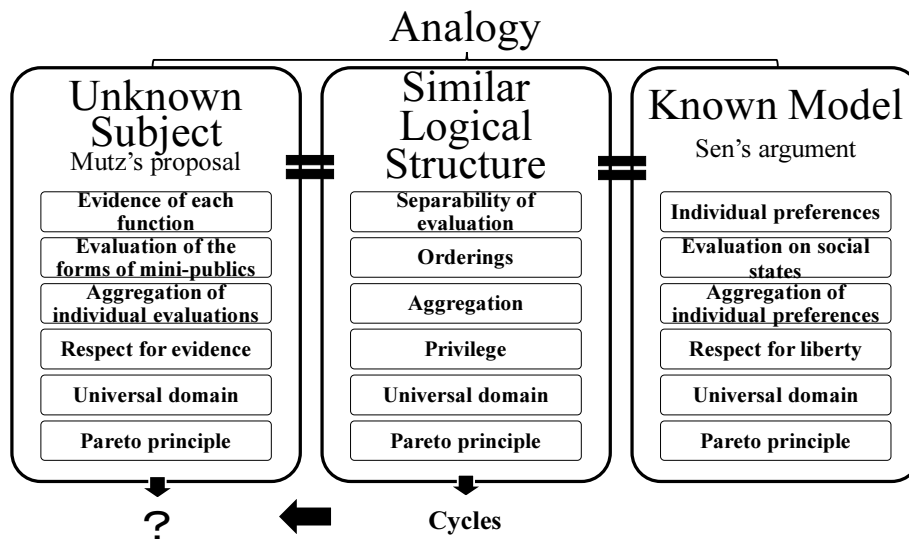 Analogy
Unknown
Subject
Mutz's proposal
Evidence of each
function
Evaluation of the
forms of mini-publics
Aggregation of
individual evaluations
Respect for evidence
Universal domain
Pareto principle
?
Similar
Logical
Structure
Separability of
evaluation
Orderings
Aggregation
Privilege
Universal domain
Pareto principle
Cycles
Known Model
Sen's argument
Individual preferences
Evaluation on social
states
Aggregation of
individual preferences
Respect for liberty
Universal domain
Pareto principle